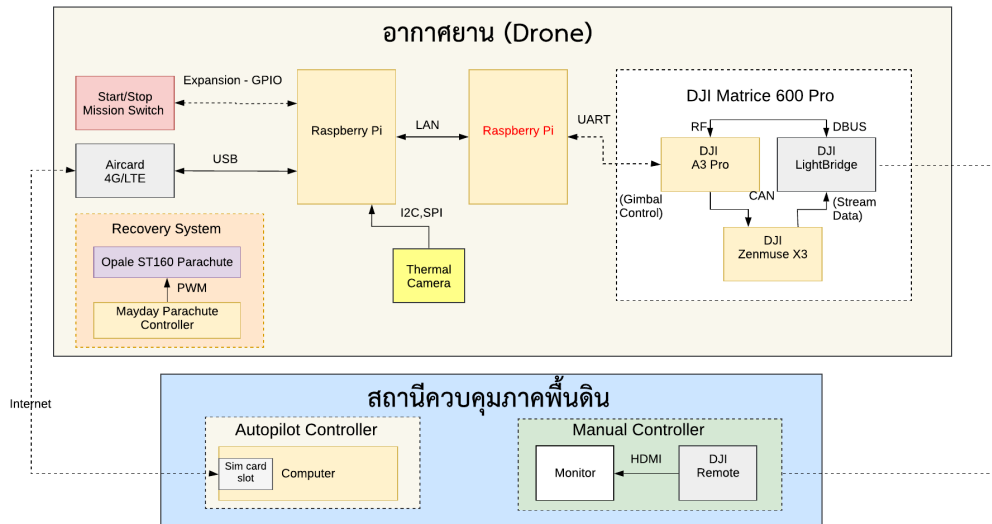 อากาศยาน (Drone)
Start/Stop
Mission Switch
Expansion - GPIO
Raspberry Pi
LAN
Raspberry Pi
UART
DJI Matrice 600 Pro
RF
DBUS
DJI
A3 Pro
DJI
LightBridge
Aircard
4G/LTE
USB
(Gimbal
Control)
CAN
(Stream
Data)
DJI
Zenmuse X3
I2C,SPI
Thermal
Camera
Recovery System
Opale ST160 Parachute
PWM
Mayday Parachute
Controller
Internet
สถานีควบคุมภาคพื้นดิน
Autopilot Controller
Sim card
slot
Computer
Manual Controller
Monitor
HDMI
DJI
Remote